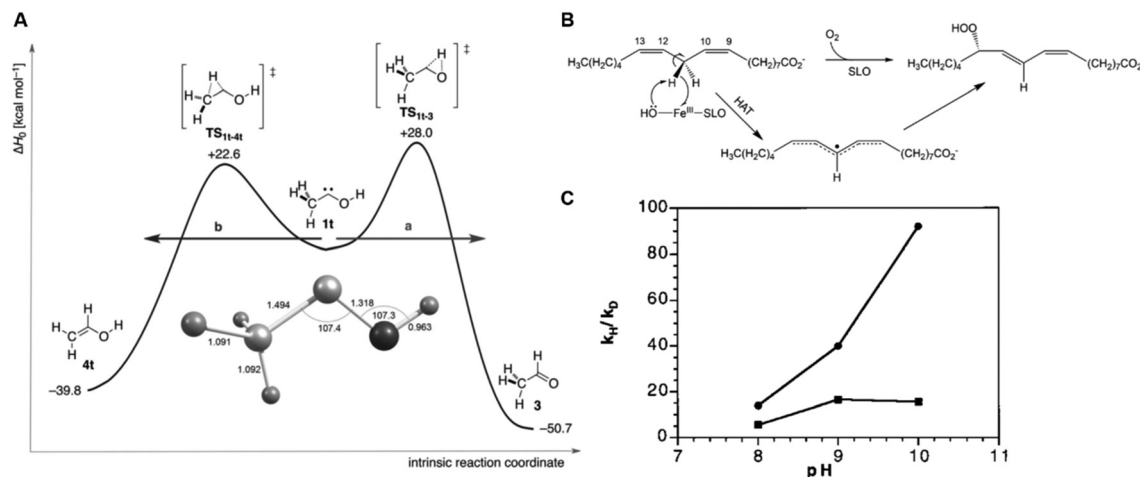 A
ΔH₀ [kcal mol⁻¹]
H
H
H
C
O
H
‡
TS1t-4t
+22.6
H
H
H
C
O
H
‡
TS1t-3
+28.0
H
H
C
O
H
H
1t
b
a
H
H
C
O
H
H
4t
−39.8
1.494
1.318
107.4
107.3
0.963
1.091
1.092
H
H
C
O
H
H
3
−50.7
intrinsic reaction coordinate
B
13
12
10
9
H₃C(H₂C)₄
(CH₂)₇CO₂⁻
H
H
HO
Feᴵᴵᴵ
SLO
O₂
SLO
HAT
HOO
H₃C(H₂C)₄
(CH₂)₇CO₂⁻
H
H₃C(H₂C)₄
(CH₂)₇CO₂⁻
H
C
100
80
60
40
20
0
kH/kD
7
8
9
10
11
pH